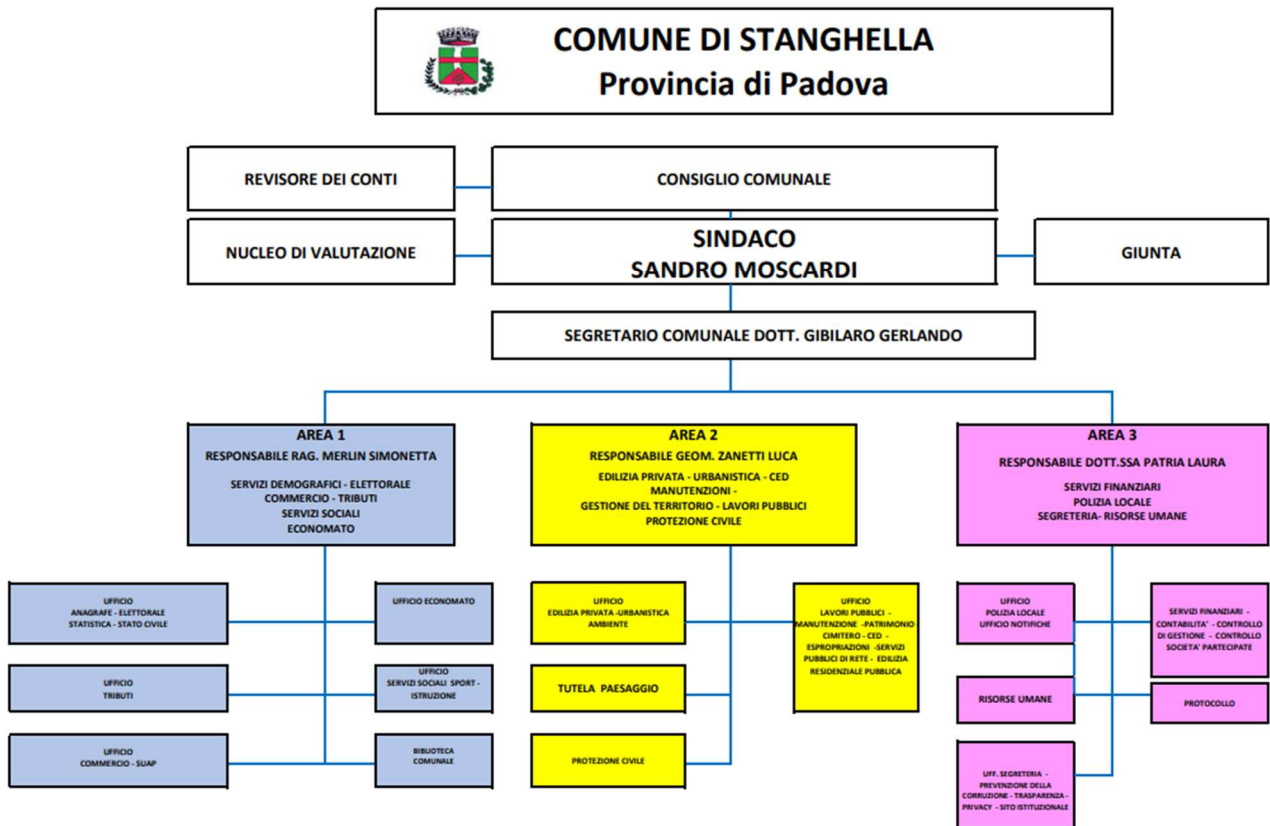 COMUNE DI STANGHELLA
Provincia di Padova
REVISORE DEI CONTI
CONSIGLIO COMUNALE
NUCLEO DI VALUTAZIONE
SINDACO
SANDRO MOSCARDI
GIUNTA
SEGRETARIO COMUNALE DOTT. GIBILARO GERLANDO
AREA 1
RESPONSABILE RAG. MERLIN SIMONETTA
SERVIZI DEMOGRAFICI - ELETTORALE
COMMERCIO - TRIBUTI
SERVIZI SOCIALI
ECONOMATO
AREA 2
RESPONSABILE GEOM. ZANETTI LUCA
EDILIZIA PRIVATA - URBANISTICA - CED
MANUTENZIONI -
GESTIONE DEL TERRITORIO - LAVORI PUBBLICI
PROTEZIONE CIVILE
AREA 3
RESPONSABILE DOTT.SSA PATRIA LAURA
SERVIZI FINANZIARI
POLIZIA LOCALE
SEGRETERIA- RISORSE UMANE
UFFICIO
ANAGRAFE - ELETTORALE
STATISTICA - STATO CIVILE
UFFICIO ECONOMATO
UFFICIO
TRIBUTI
UFFICIO
SERVIZI SOCIALI SPORT -
ISTRUZIONE
UFFICIO
COMMERCIO - SUAP
BIBLIOTECA
COMUNALE
UFFICIO
EDILIZIA PRIVATA -URBANISTICA
AMBIENTE
TUTELA PAESAGGIO
PROTEZIONE CIVILE
UFFICIO
LAVORI PUBBLICI -
MANUTENZIONE -PATRIMONIO
CIMITERO - CED -
ESPROPRIAZIONI -SERVIZI
PUBBLICI DI RETE - EDILIZIA
RESIDENZIALE PUBBLICA
UFFICIO
POLIZIA LOCALE
UFFICIO NOTIFICHE
SERVIZI FINANZIARI -
CONTABILITA' - CONTROLLO
DI GESTIONE - CONTROLLO
SOCIETA' PARTECIPATE
RISORSE UMANE
PROTOCOLLO
UFF. SEGRETERIA -
PREVENZIONE DELLA
CORRUZIONE - TRASPARENZA -
PRIVACY - SITO ISTITUZIONALE